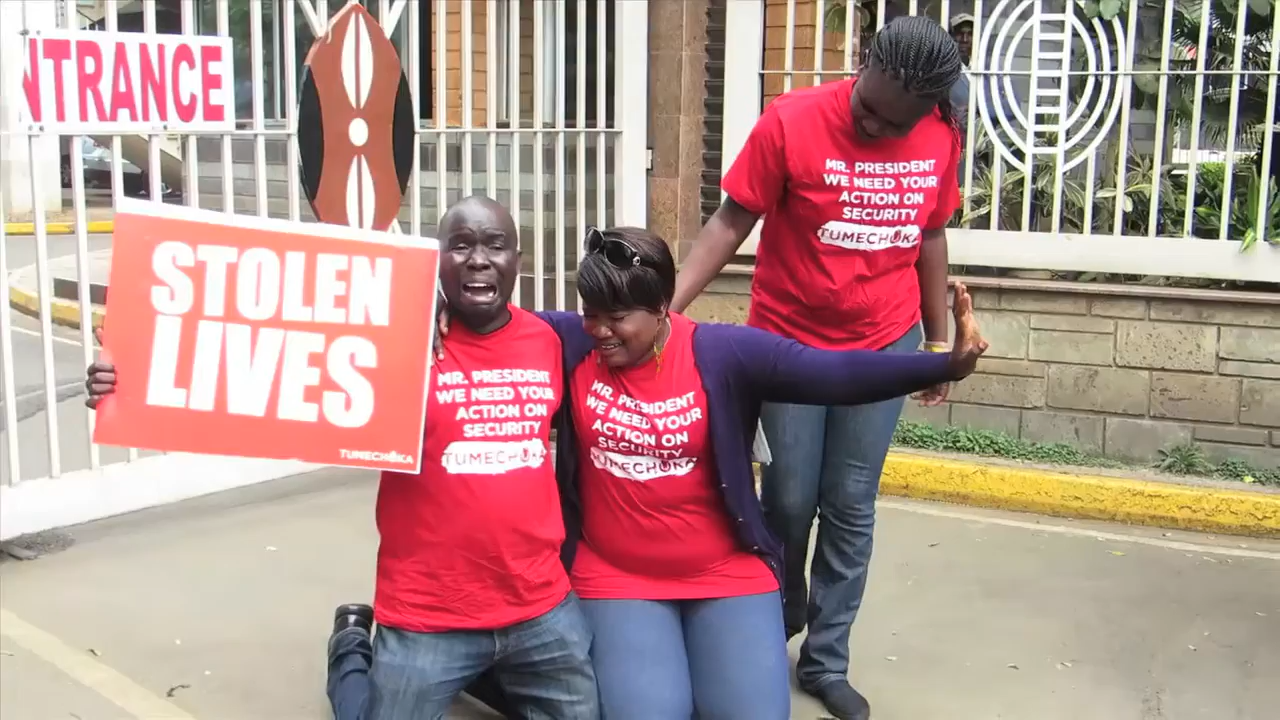 NTRANCE
STOLEN
LIVES
TUMECHOKA
MR. PRESIDENT
WE NEED YOUR
ACTION ON
SECURITY
TUMECHOKA
MR. PRESIDENT
WE NEED YOUR
ACTION ON
SECURITY
TUMECHOKA
MR. PRESIDENT
WE NEED YOUR
ACTION ON
SECURITY
TUMECHOKA